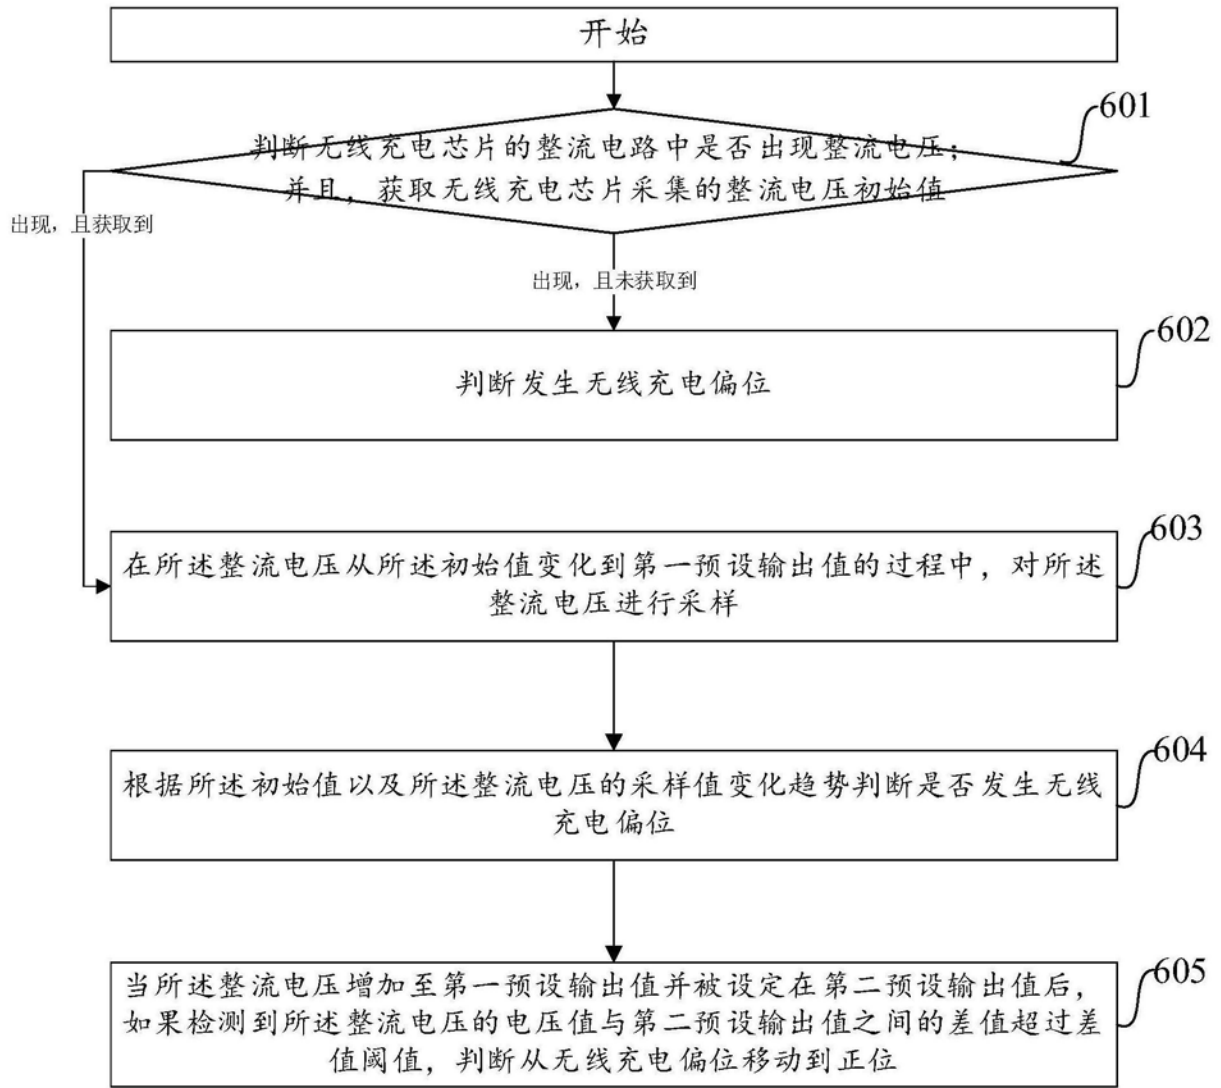 开始
601
判断无线充电芯片的整流电路中是否出现整流电压；
并且，获取无线充电芯片采集的整流电压初始值
出现，且获取到
出现，且未获取到
602
判断发生无线充电偏位
603
在所述整流电压从所述初始值变化到第一预设输出值的过程中，对所述
整流电压进行采样
604
根据所述初始值以及所述整流电压的采样值变化趋势判断是否发生无线
充电偏位
605
当所述整流电压增加至第一预设输出值并被设定在第二预设输出值后，
如果检测到所述整流电压的电压值与第二预设输出值之间的差值超过差
值阈值，判断从无线充电偏位移动到正位